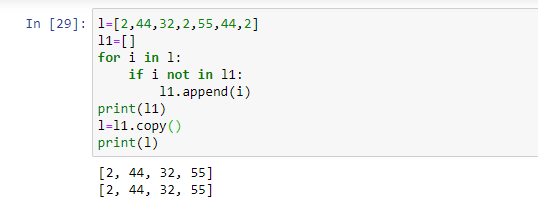 In [29]: l=[2,44,32,2,55,44,2]
l1=[]
for i in l:
    if i not in l1:
        l1.append(i)
print(l1)
l=l1.copy()
print(l)
[2, 44, 32, 55]
[2, 44, 32, 55]